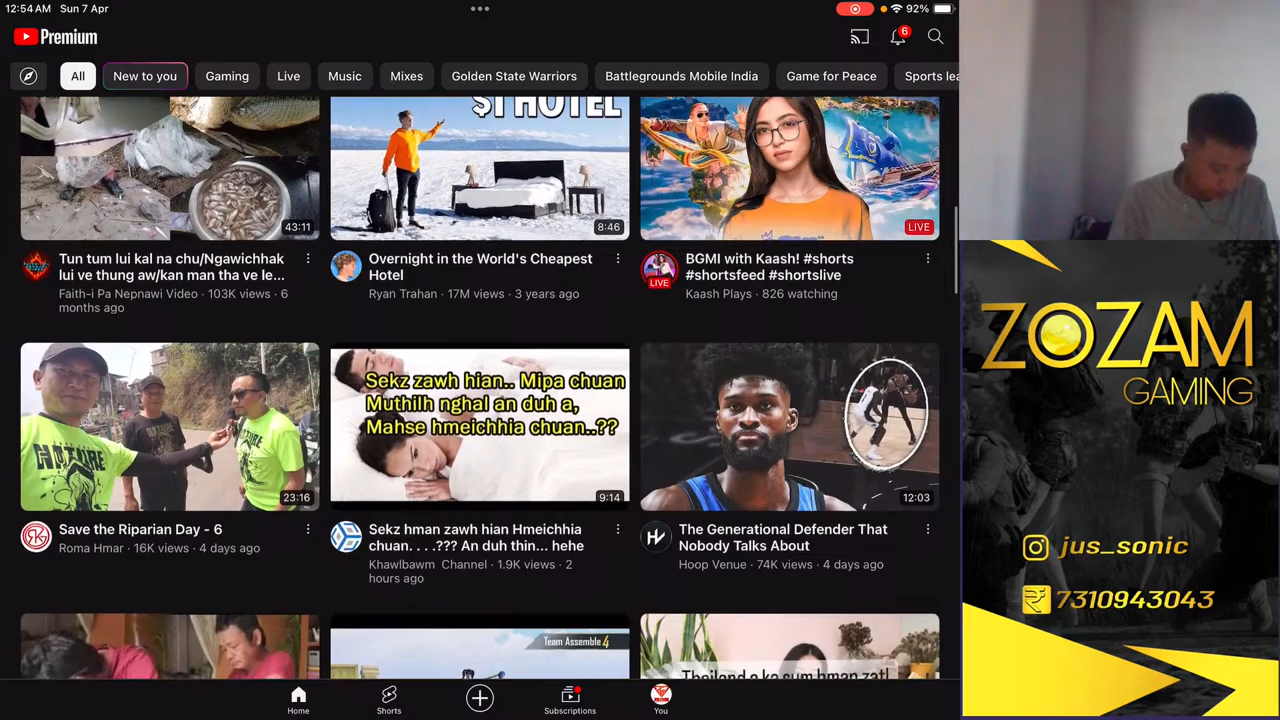 12:54 AM Sun 7 Apr
92%
Premium
6
All
New to you
Gaming
Live
Music
Mixes
Golden State Warriors
Battlegrounds Mobile India
Game for Peace
Sports lea
$1 HOTEL
43:11
8:46
LIVE
Tun tum lui kal na chu/Ngawichhak
lui ve thung aw/kan man tha ve le...
Faith-i Pa Nepnawi Video · 103K views · 6
months ago
Overnight in the World's Cheapest
Hotel
Ryan Trahan · 17M views · 3 years ago
LIVE
BGMI with Kaash! #shorts
#shortsfeed #shortslive
Kaash Plays · 826 watching
23:16
Sekz zawh hian.. Mipa chuan
Muthilh nghal an duh a,
Mahse hmeichhia chuan..??
9:14
12:03
Save the Riparian Day - 6
Roma Hmar · 16K views · 4 days ago
Sekz hman zawh hian Hmeichhia
chuan. . . .??? An duh thin... hehe
Khawlbawm Channel · 1.9K views · 2
hours ago
The Generational Defender That
Nobody Talks About
Hoop Venue · 74K views · 4 days ago
Team Assemble 4
Thailand a ka sum hman zat!
Home
Shorts
Subscriptions
You
ZOZAM
GAMING
jus_sonic
7310943043